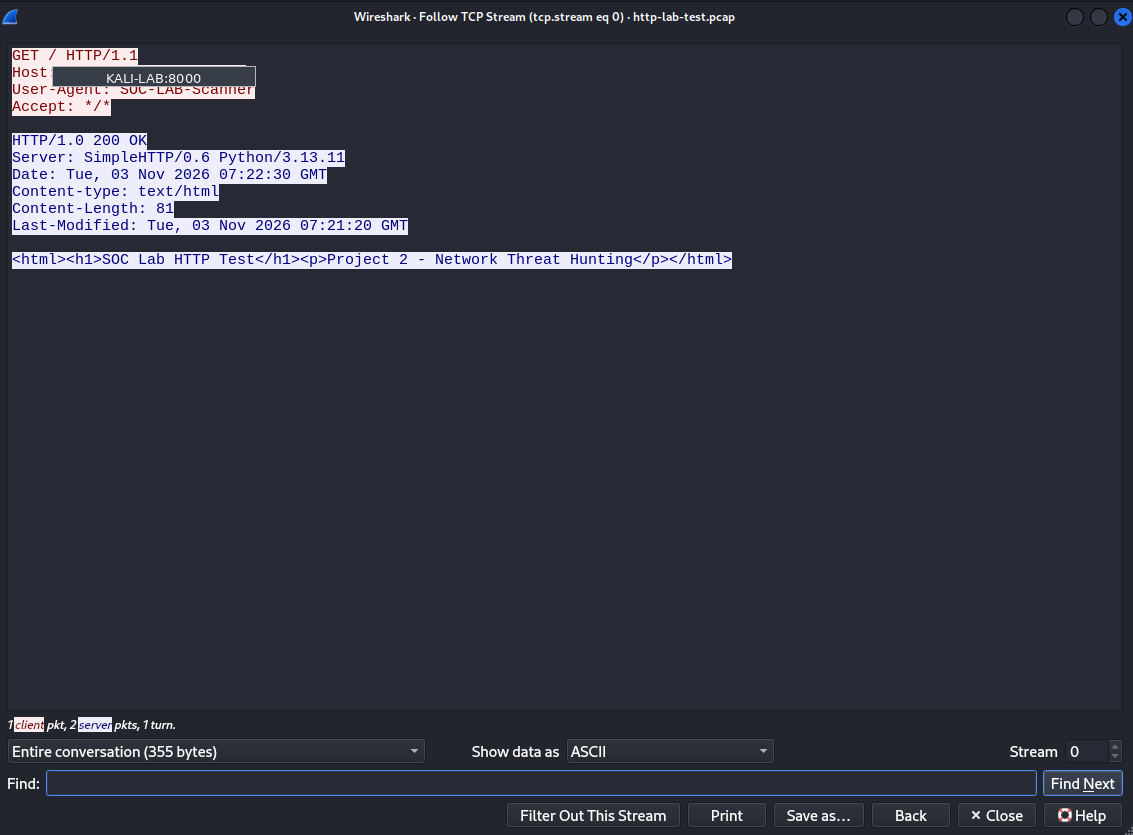 Wireshark · Follow TCP Stream (tcp.stream eq 0) · http-lab-test.pcap
GET / HTTP/1.1
Host: KALI-LAB:8000
User-Agent: SOC-LAB-Scanner
Accept: */*
HTTP/1.0 200 OK
Server: SimpleHTTP/0.6 Python/3.13.11
Date: Tue, 03 Nov 2026 07:22:30 GMT
Content-type: text/html
Content-Length: 81
Last-Modified: Tue, 03 Nov 2026 07:21:20 GMT
<html><h1>SOC Lab HTTP Test</h1><p>Project 2 - Network Threat Hunting</p></html>
1 client pkt, 2 server pkts, 1 turn.
Entire conversation (355 bytes) Show data as ASCII Stream 0
Find: Find Next
Filter Out This Stream Print Save as… Back × Close Help